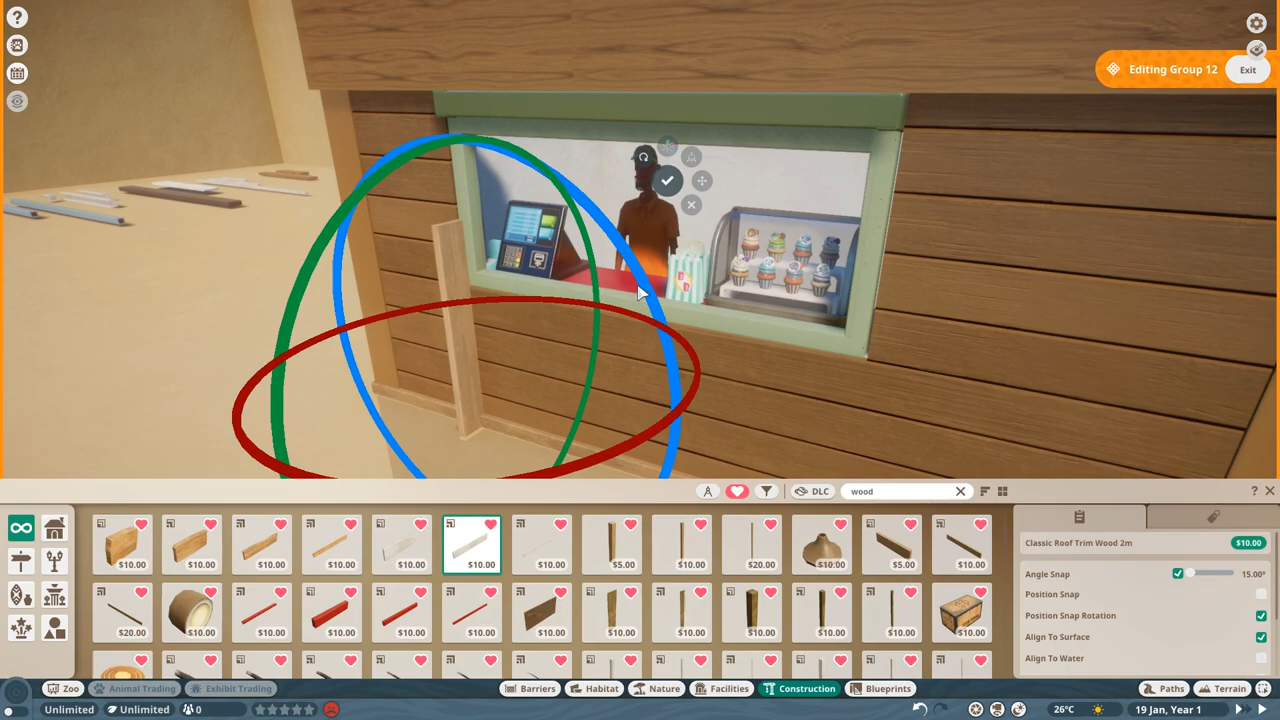 ?
Editing Group 12 Exit
DLC wood
? 
$10.00 $10.00 $10.00 $10.00 $10.00 $10.00 $10.00 $5.00 $10.00 $20.00 $10.00 $5.00 $10.00
$20.00 $10.00 $10.00 $10.00 $10.00 $10.00 $10.00 $10.00 $10.00 $10.00 $10.00 $10.00 $10.00
Classic Roof Trim Wood 2m $10.00
Angle Snap 15.00°
Position Snap
Position Snap Rotation
Align To Surface
Align To Water
Zoo Animal Trading Exhibit Trading Barriers Habitat Nature Facilities Construction Blueprints Paths Terrain
Unlimited Unlimited 0 26°C 19 Jan, Year 1